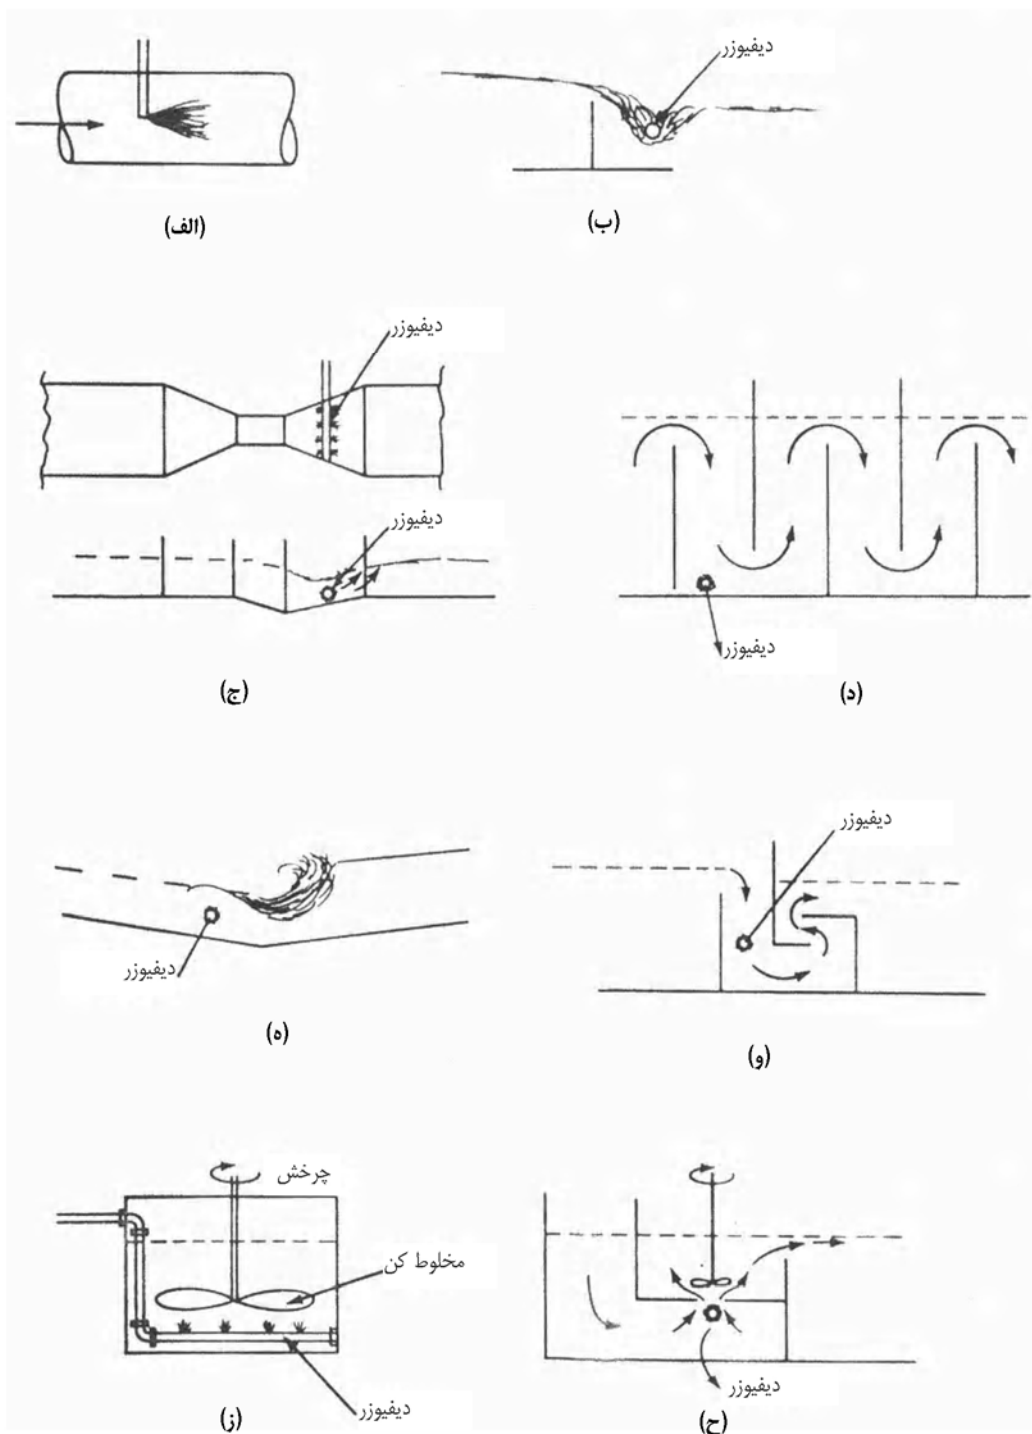 دیفیوزر
(الف)
(ب)
دیفیوزر
دیفیوزر
دیفیوزر
(ج)
(د)
دیفیوزر
دیفیوزر
(ه)
(و)
چرخش
مخلوط کن
دیفیوزر
دیفیوزر
(ز)
(ح)